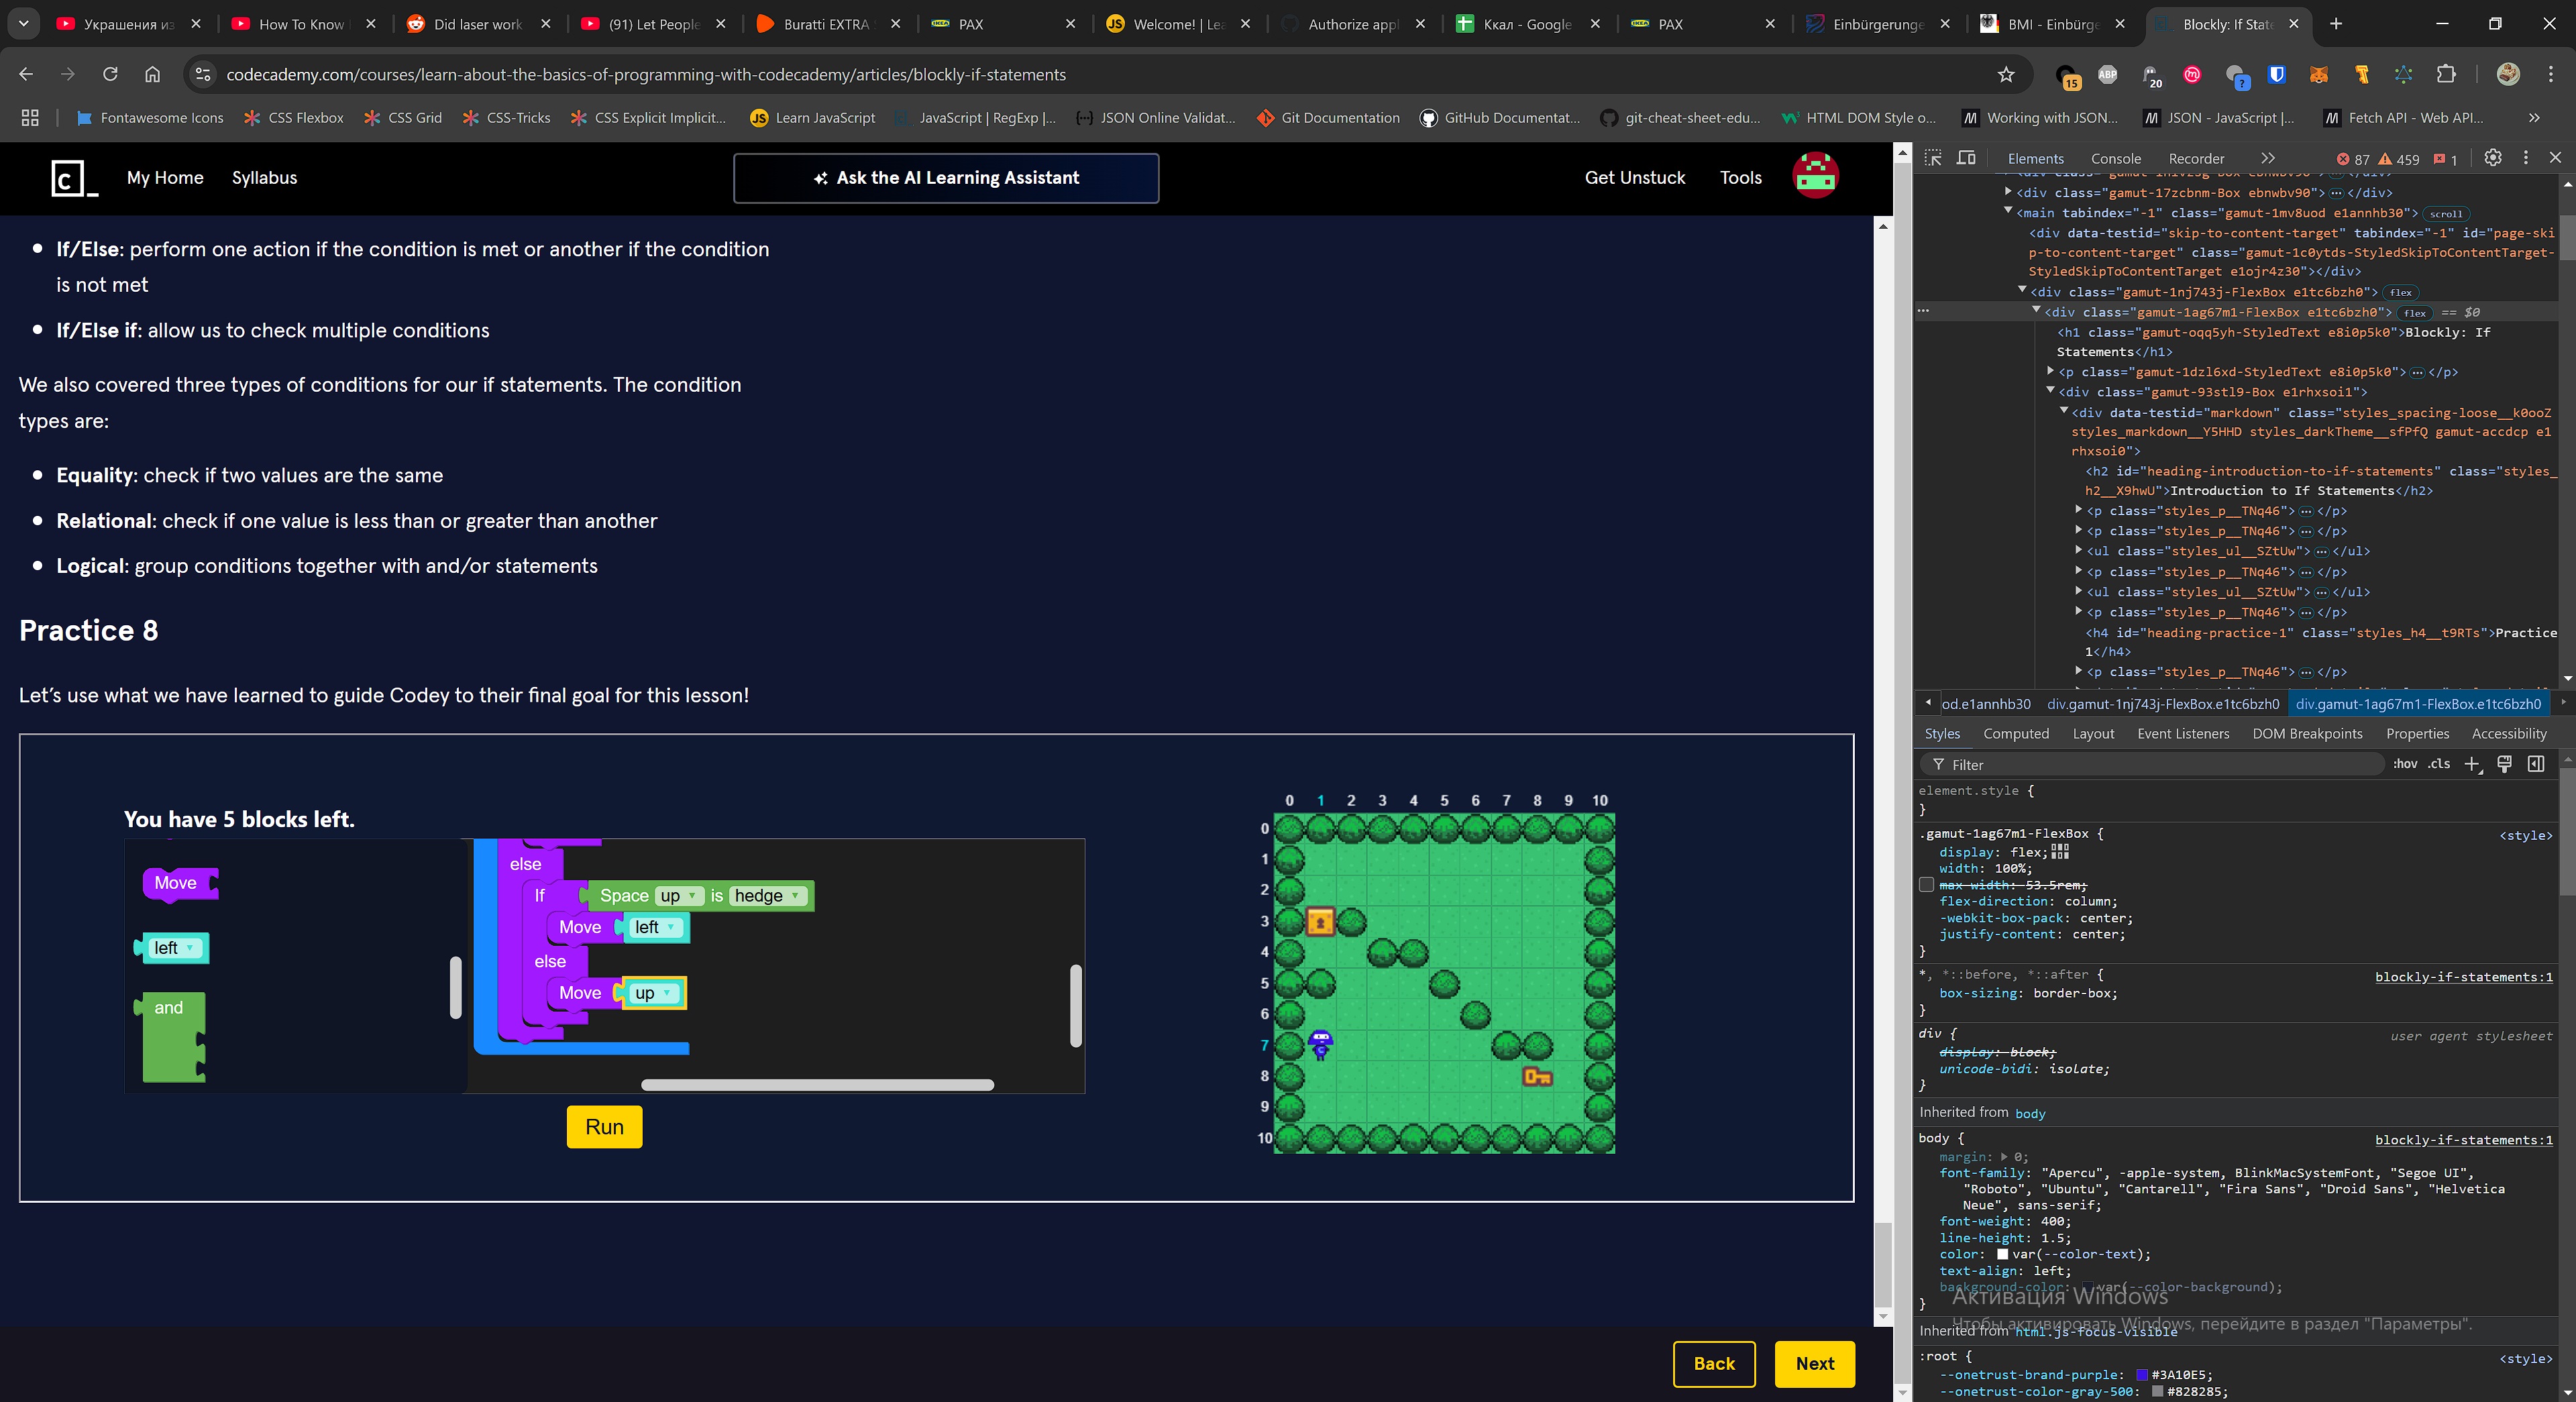 Украшения из
How To Know
Did laser work
(91) Let People
Buratti EXTRA
PAX
Welcome! | Lea
Authorize appl
Ккал - Google
PAX
Einbürgerunge
BMI - Einbürge
Blockly: If State
codecademy.com/courses/learn-about-the-basics-of-programming-with-codecademy/articles/blockly-if-statements
15
ABP
20
?
Fontawesome Icons
CSS Flexbox
CSS Grid
CSS-Tricks
CSS Explicit Implicit...
JS Learn JavaScript
JavaScript | RegExp |...
JSON Online Validat...
Git Documentation
GitHub Documentat...
git-cheat-sheet-edu...
HTML DOM Style o...
Working with JSON...
JSON - JavaScript |...
Fetch API - Web API...
My Home
Syllabus
Ask the AI Learning Assistant
Get Unstuck
Tools
If/Else: perform one action if the condition is met or another if the condition
is not met
If/Else if: allow us to check multiple conditions
We also covered three types of conditions for our if statements. The condition
types are:
Equality: check if two values are the same
Relational: check if one value is less than or greater than another
Logical: group conditions together with and/or statements
Practice 8
Let's use what we have learned to guide Codey to their final goal for this lesson!
You have 5 blocks left.
Move
left
and
else
If Space up is hedge
Move left
else
Move up
Run
0 1 2 3 4 5 6 7 8 9 10
0
1
2
3
4
5
6
7
8
9
10
Back
Next
Elements
Console
Recorder
87
459
1
<div class="gamut-17zcbnm-Box ebnwbv90"> … </div>
<main tabindex="-1" class="gamut-1mv8uod e1annhb30"> scroll
<div data-testid="skip-to-content-target" tabindex="-1" id="page-ski
p-to-content-target" class="gamut-1c0ytds-StyledSkipToContentTarget-
StyledSkipToContentTarget e1ojr4z30"></div>
<div class="gamut-1nj743j-FlexBox e1tc6bzh0"> flex
<div class="gamut-1ag67m1-FlexBox e1tc6bzh0"> flex == $0
<h1 class="gamut-oqq5yh-StyledText e8i0p5k0">Blockly: If
Statements</h1>
<p class="gamut-1dzl6xd-StyledText e8i0p5k0"> … </p>
<div class="gamut-93stl9-Box e1rhxsoi1">
<div data-testid="markdown" class="styles_spacing-loose__k0ooZ
styles_markdown__Y5HHD styles_darkTheme__sfPfQ gamut-accdcp e1
rhxsoi0">
<h2 id="heading-introduction-to-if-statements" class="styles_
h2__X9hwU">Introduction to If Statements</h2>
<p class="styles_p__TNq46"> … </p>
<p class="styles_p__TNq46"> … </p>
<ul class="styles_ul__SZtUw"> … </ul>
<p class="styles_p__TNq46"> … </p>
<ul class="styles_ul__SZtUw"> … </ul>
<p class="styles_p__TNq46"> … </p>
<h4 id="heading-practice-1" class="styles_h4__t9RTs">Practice
1</h4>
<p class="styles_p__TNq46"> … </p>
od.e1annhb30
div.gamut-1nj743j-FlexBox.e1tc6bzh0
div.gamut-1ag67m1-FlexBox.e1tc6bzh0
Styles
Computed
Layout
Event Listeners
DOM Breakpoints
Properties
Accessibility
Filter
:hov
.cls
element.style {
}
.gamut-1ag67m1-FlexBox { <style>
display: flex;
width: 100%;
max-width: 53.5rem;
flex-direction: column;
-webkit-box-pack: center;
justify-content: center;
}
*, *::before, *::after { blockly-if-statements:1
box-sizing: border-box;
}
div { user agent stylesheet
display: block;
unicode-bidi: isolate;
}
Inherited from body
body { blockly-if-statements:1
margin: 0;
font-family: "Apercu", -apple-system, BlinkMacSystemFont, "Segoe UI",
"Roboto", "Ubuntu", "Cantarell", "Fira Sans", "Droid Sans", "Helvetica
Neue", sans-serif;
font-weight: 400;
line-height: 1.5;
color: var(--color-text);
text-align: left;
background-color: var(--color-background);
}
Активация Windows
Чтобы активировать Windows, перейдите в раздел "Параметры".
Inherited from html.js-focus-visible
:root { <style>
--onetrust-brand-purple: #3A10E5;
--onetrust-color-gray-500: #828285;